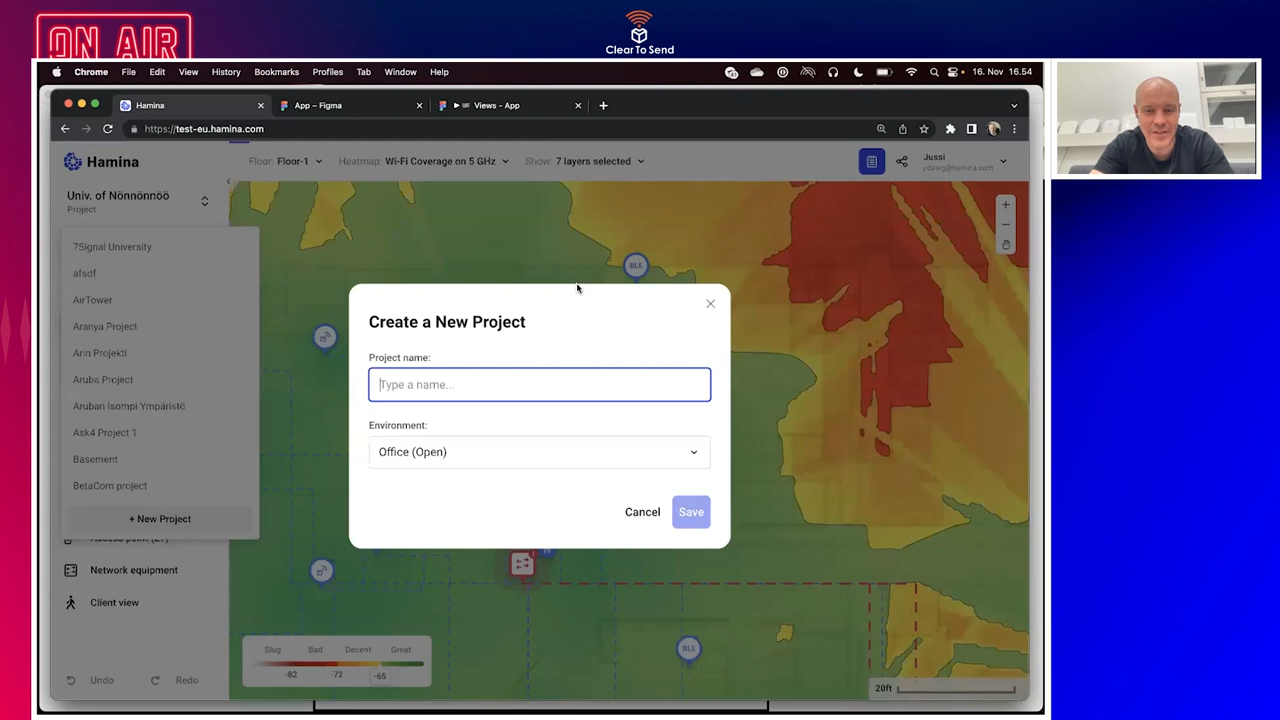 ON AIR
Clear To Send
Chrome File Edit View History Bookmarks Profiles Tab Window Help
16. Nov 16.54
Hamina
App – Figma
Views - App
https://test-eu.hamina.com
Hamina
Floor: Floor-1
Heatmap: Wi-Fi Coverage on 5 GHz
Show: 7 layers selected
Jussi
ydawg@hamina.com
Univ. of Nönnönnöö
Project
7Signal University
afscf
AirTower
Aranya Project
Arin Projekti
Aruba Project
Aruban Isompi Ympäristö
Ask4 Project 1
Basement
BetaCom project
+ New Project
Network equipment
Client view
Undo
Redo
BLE
Create a New Project
Project name:
Type a name...
Environment:
Office (Open)
Cancel
Save
BLE
Slug Bad Decent Great
-82 -72 -65
20ft